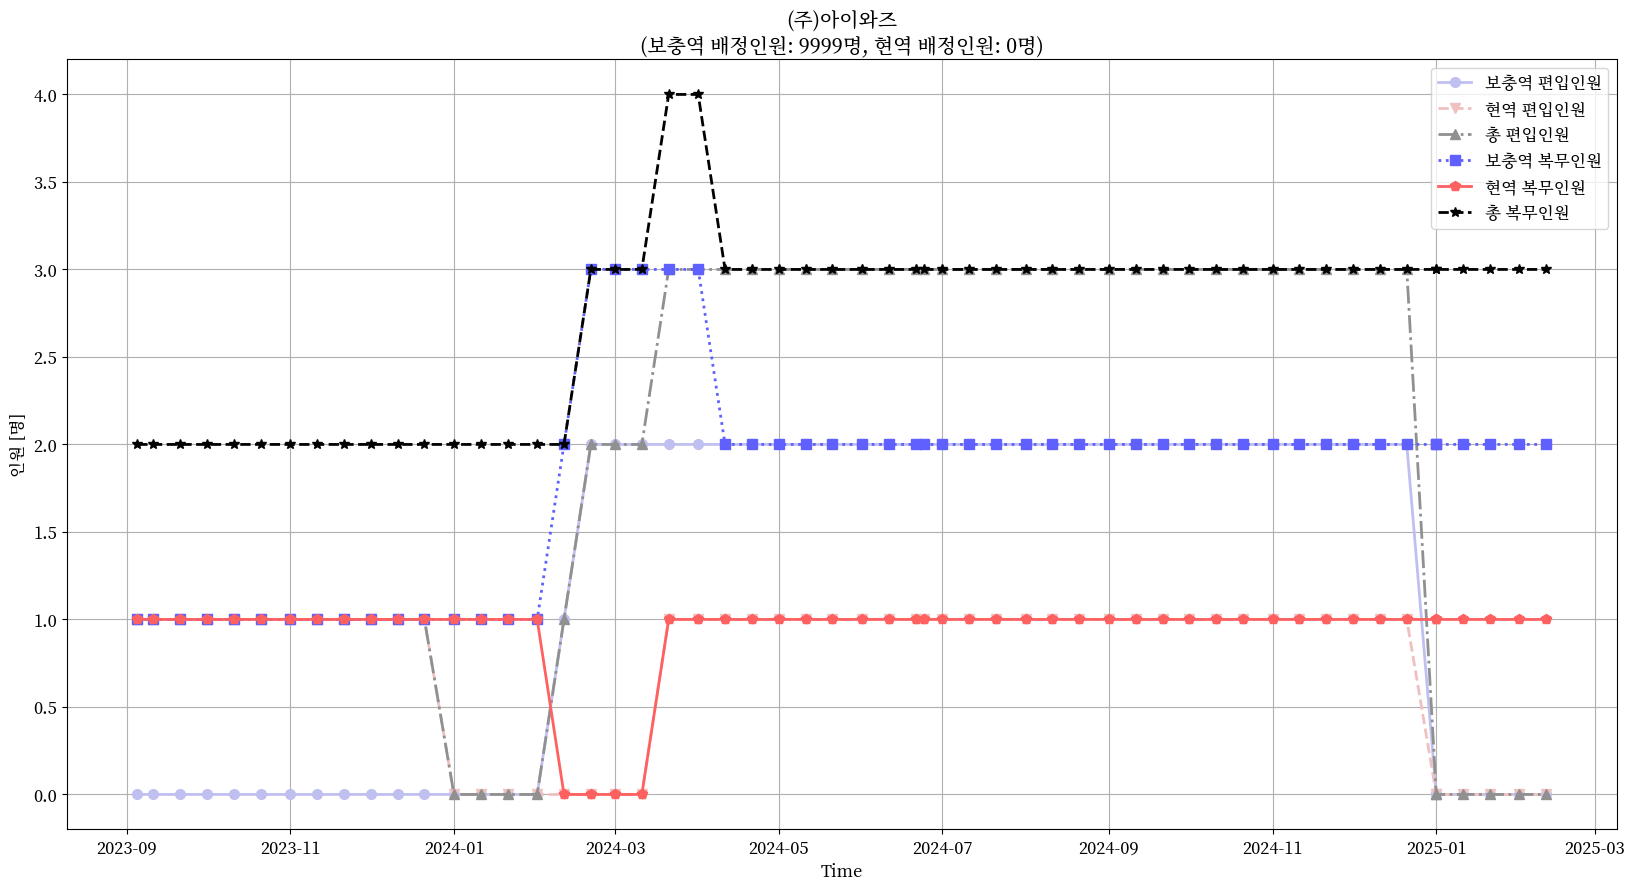 (주)아이와즈
(보충역 배정인원: 9999명, 현역 배정인원: 0명)
4.0
3.5
3.0
2.5
2.0
1.5
1.0
0.5
0.0
인원 [명]
보충역 편입인원
현역 편입인원
총 편입인원
보충역 복무인원
현역 복무인원
총 복무인원
2023-09
2023-11
2024-01
2024-03
2024-05
2024-07
2024-09
2024-11
2025-01
2025-03
Time